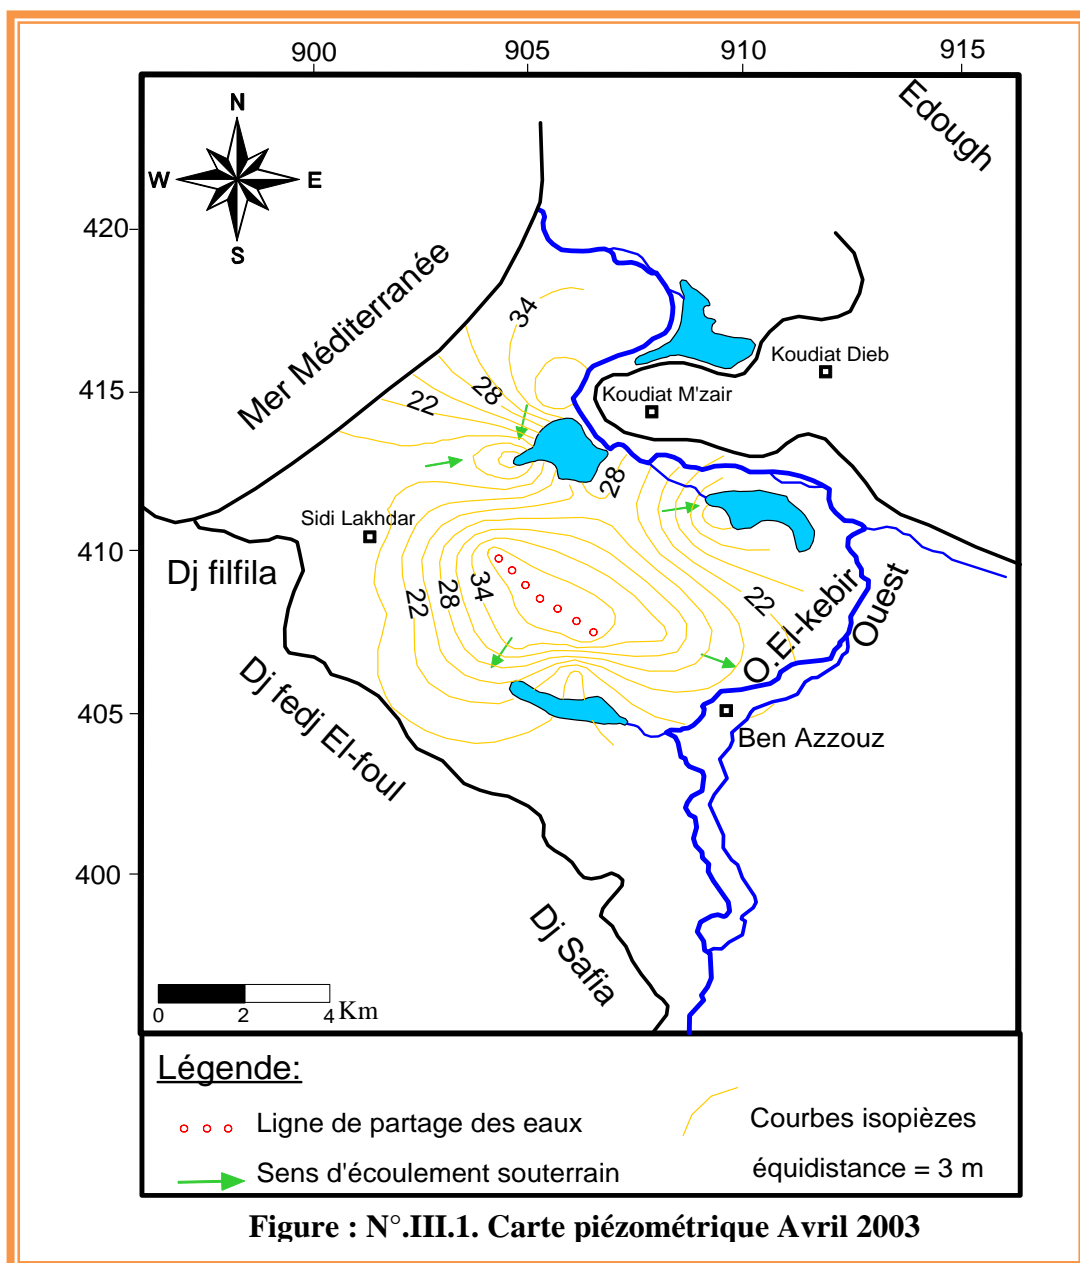 900 905 910 915
Edough
N
W E
S
420
Mer Méditerranée
34
Koudiat Dieb
415
28
Koudiat M'zair
22
28
Sidi Lakhdar
410
Dj filfila
34
28
22
22
O.El-kebir
Ouest
Dj fedj El-foul
405
Ben Azzouz
400
Dj Safia
0 2 4 Km
Légende:
Ligne de partage des eaux
Courbes isopièzes
Sens d'écoulement souterrain
équidistance = 3 m
Figure : N°.III.1. Carte piézométrique Avril 2003